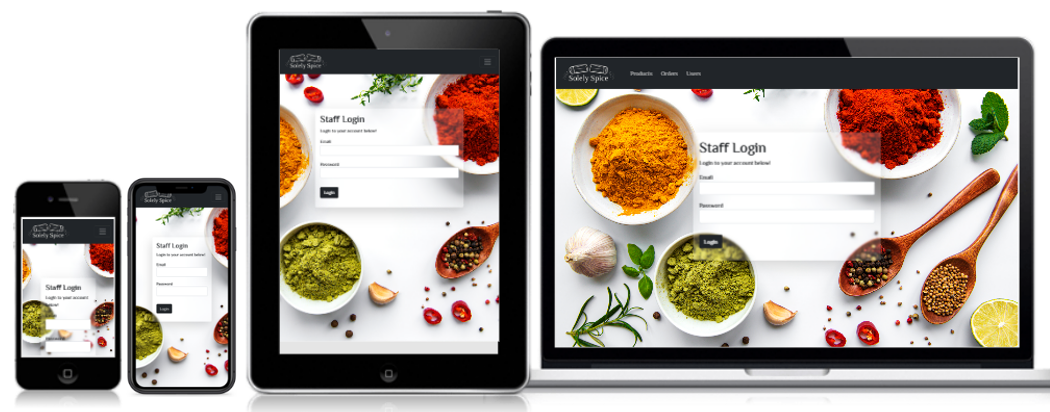 Solely Spice
Staff Login
Login to your account
below!
Solely Spice
Staff Login
Login to your account below!
Email
Password
Login
Solely Spice
Staff Login
Login to your account below!
Email
Password
Login
Solely Spice
Products Orders Users
Staff Login
Login to your account below!
Email
Password
Login